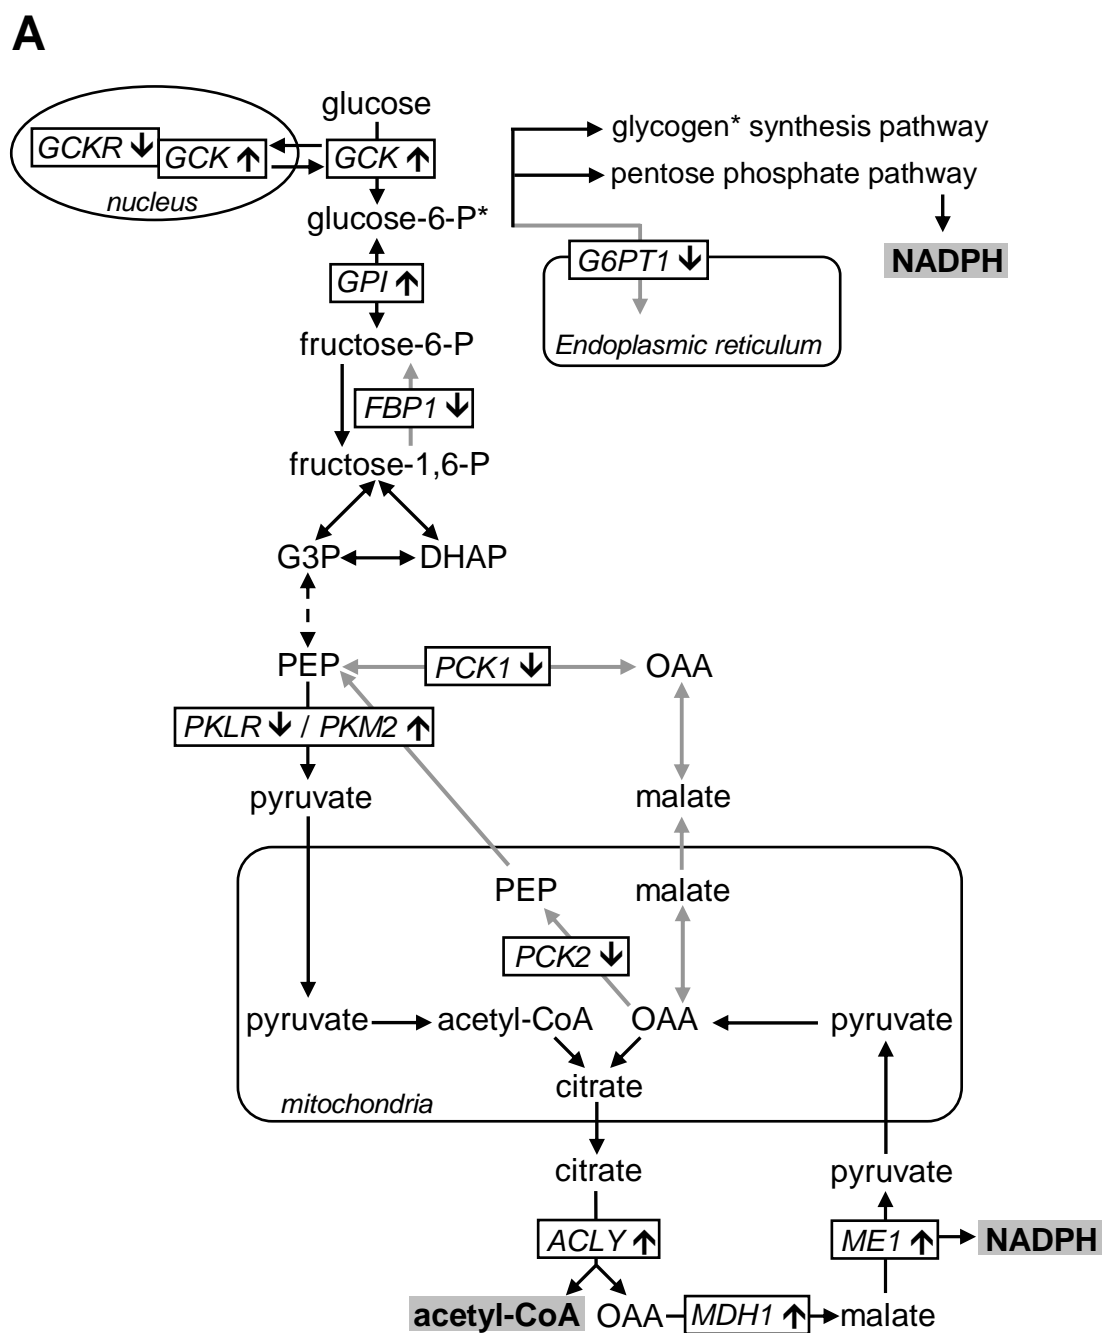 A
glucose
GCKR ↓
GCK ↑
GCK ↑
nucleus
glycogen* synthesis pathway
pentose phosphate pathway
glucose-6-P*
G6PT1 ↓
NADPH
GPI ↑
fructose-6-P
Endoplasmic reticulum
FBP1 ↓
fructose-1,6-P
G3P
DHAP
PEP
PCK1 ↓
OAA
PKLR ↓ / PKM2 ↑
pyruvate
malate
PEP
malate
PCK2 ↓
pyruvate
acetyl-CoA
OAA
pyruvate
citrate
mitochondria
citrate
pyruvate
ACLY ↑
ME1 ↑
NADPH
acetyl-CoA
OAA
MDH1 ↑
malate